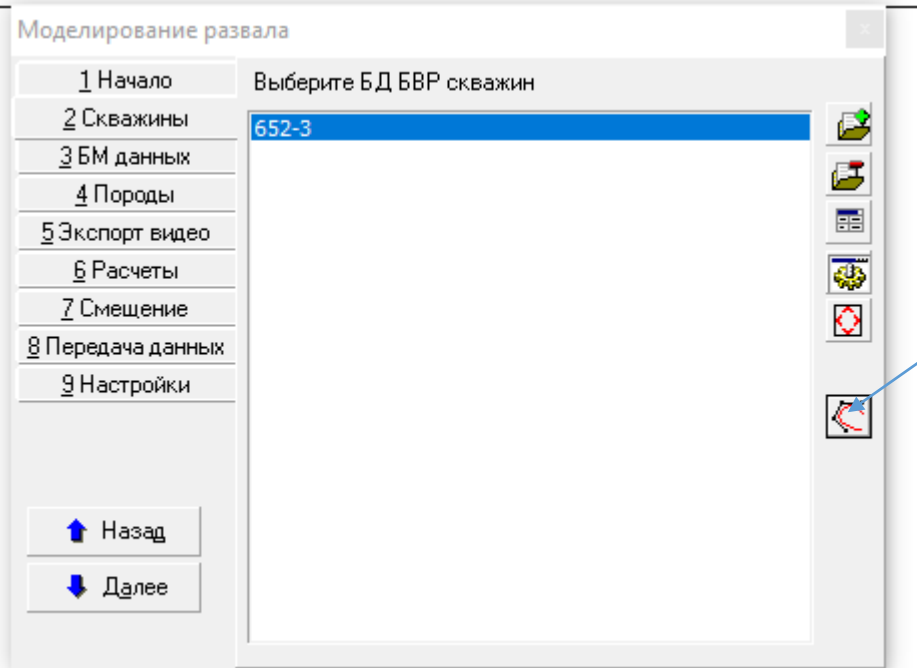 Моделирование развала
1 Начало
2 Скважины
3 БМ данных
4 Породы
5 Экспорт видео
6 Расчеты
7 Смещение
8 Передача данных
9 Настройки
Назад
Далее
Выберите БД БВР скважин
652-3